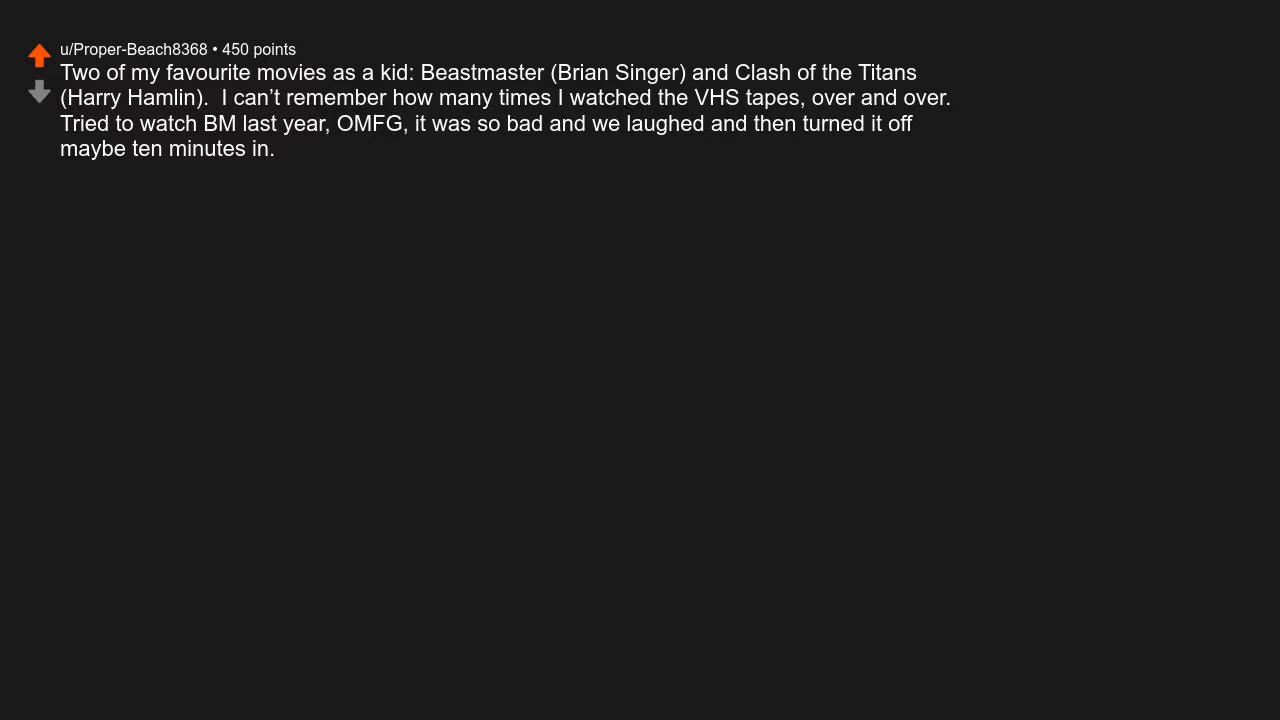 u/Proper-Beach8368 • 450 points
Two of my favourite movies as a kid: Beastmaster (Brian Singer) and Clash of the Titans
(Harry Hamlin).  I can’t remember how many times I watched the VHS tapes, over and over.
Tried to watch BM last year, OMFG, it was so bad and we laughed and then turned it off
maybe ten minutes in.